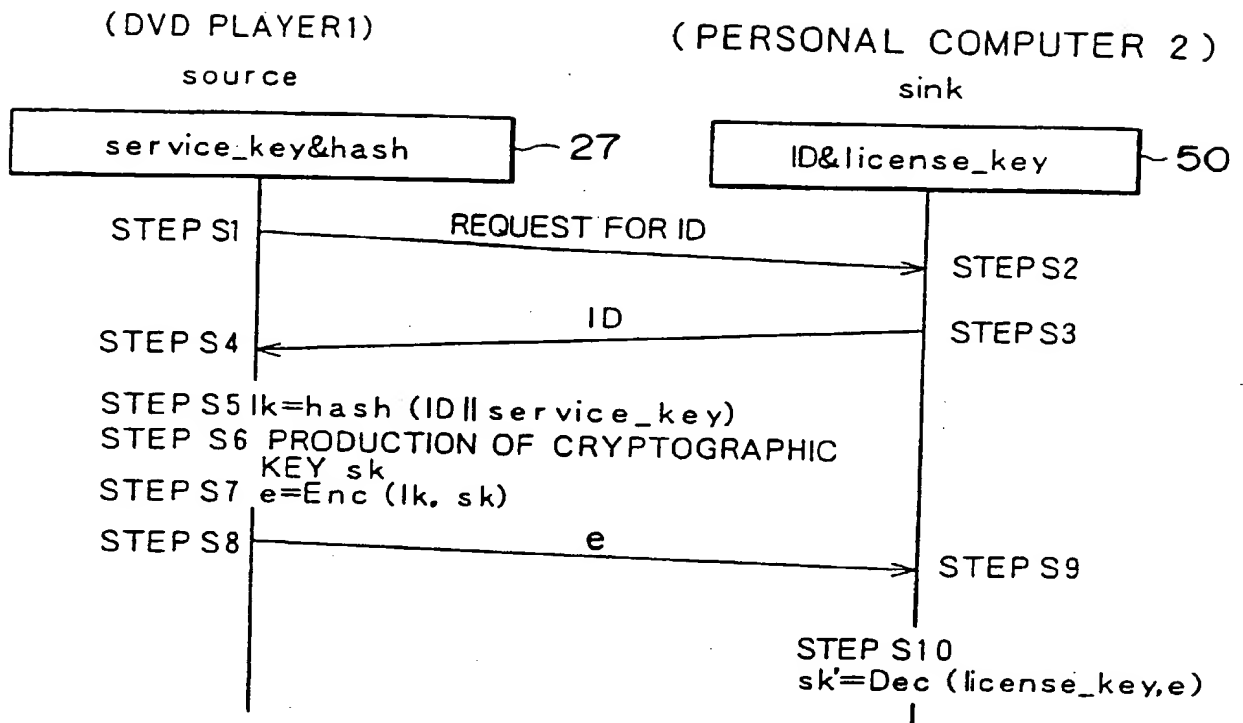 (DVD PLAYER1)
(PERSONAL COMPUTER 2)
source
sink
service_key&hash
27
ID&license_key
50
STEP S1
REQUEST FOR ID
STEP S2
ID
STEP S3
STEP S4
STEP S5 lk=hash (ID||service_key)
STEP S6 PRODUCTION OF CRYPTOGRAPHIC
KEY sk
STEP S7 e=Enc (lk, sk)
STEP S8
e
STEP S9
STEP S10
sk'=Dec (license_key,e)